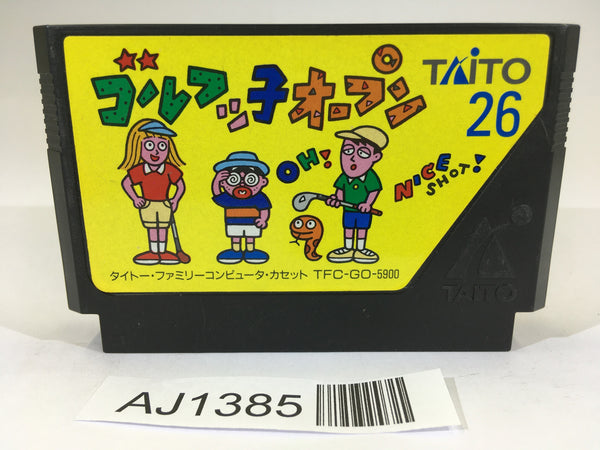 ★★
ゴルフッ子オープン
TAITO
26
OH!
NICE
SHOT!
タイトー・ファミリーコンピュータ・カセット TFC-GO-5900
TAITO
AJ1385